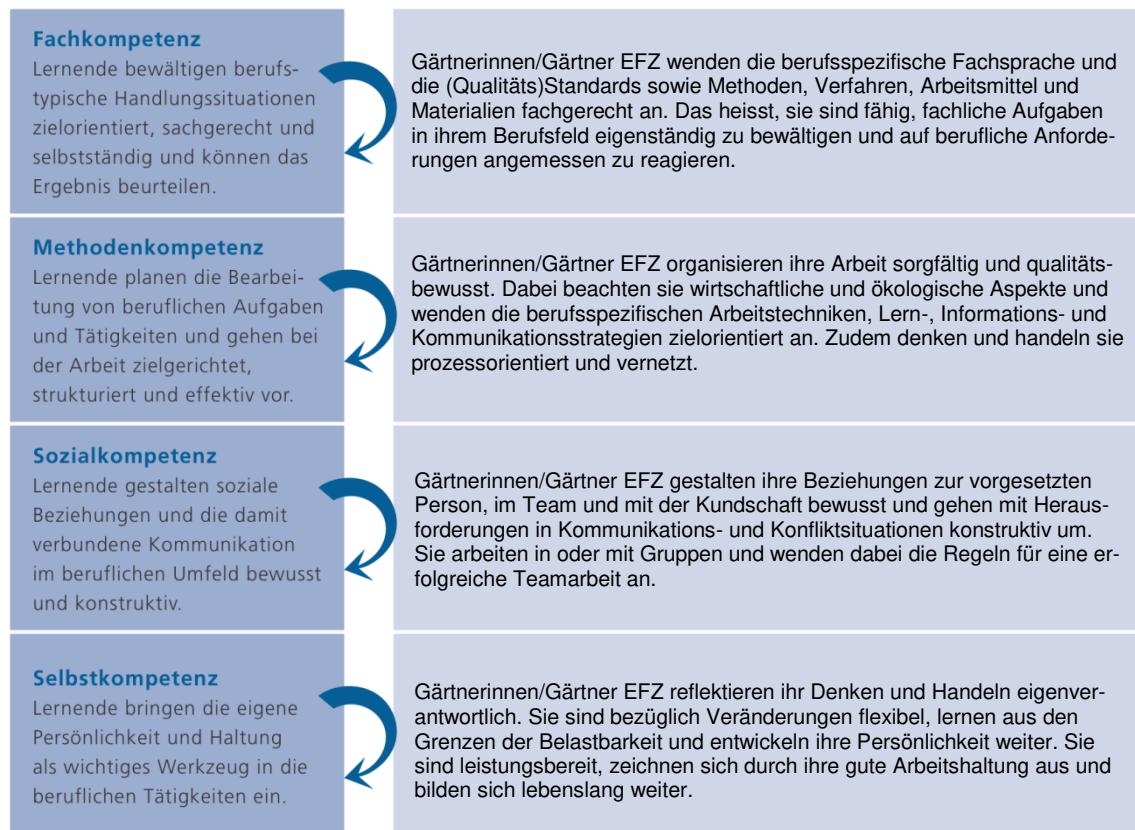 Fachkompetenz
Lernende bewältigen berufs-
typische Handlungssituationen
zielorientiert, sachgerecht und
selbstständig und können das
Ergebnis beurteilen.
Gärtnerinnen/Gärtner EFZ wenden die berufsspezifische Fachsprache und
die (Qualitäts)Standards sowie Methoden, Verfahren, Arbeitsmittel und
Materialien fachgerecht an. Das heisst, sie sind fähig, fachliche Aufgaben
in ihrem Berufsfeld eigenständig zu bewältigen und auf berufliche Anforde-
rungen angemessen zu reagieren.
Methodenkompetenz
Lernende planen die Bearbei-
tung von beruflichen Aufgaben
und Tätigkeiten und gehen bei
der Arbeit zielgerichtet,
strukturiert und effektiv vor.
Gärtnerinnen/Gärtner EFZ organisieren ihre Arbeit sorgfältig und qualitäts-
bewusst. Dabei beachten sie wirtschaftliche und ökologische Aspekte und
wenden die berufsspezifischen Arbeitstechniken, Lern-, Informations- und
Kommunikationsstrategien zielorientiert an. Zudem denken und handeln sie
prozessorientiert und vernetzt.
Sozialkompetenz
Lernende gestalten soziale
Beziehungen und die damit
verbundene Kommunikation
im beruflichen Umfeld bewusst
und konstruktiv.
Gärtnerinnen/Gärtner EFZ gestalten ihre Beziehungen zur vorgesetzten
Person, im Team und mit der Kundschaft bewusst und gehen mit Heraus-
forderungen in Kommunikations- und Konfliktsituationen konstruktiv um.
Sie arbeiten in oder mit Gruppen und wenden dabei die Regeln für eine er-
folgreiche Teamarbeit an.
Selbstkompetenz
Lernende bringen die eigene
Persönlichkeit und Haltung
als wichtiges Werkzeug in die
beruflichen Tätigkeiten ein.
Gärtnerinnen/Gärtner EFZ reflektieren ihr Denken und Handeln eigenver-
antwortlich. Sie sind bezüglich Veränderungen flexibel, lernen aus den
Grenzen der Belastbarkeit und entwickeln ihre Persönlichkeit weiter. Sie
sind leistungsbereit, zeichnen sich durch ihre gute Arbeitshaltung aus und
bilden sich lebenslang weiter.